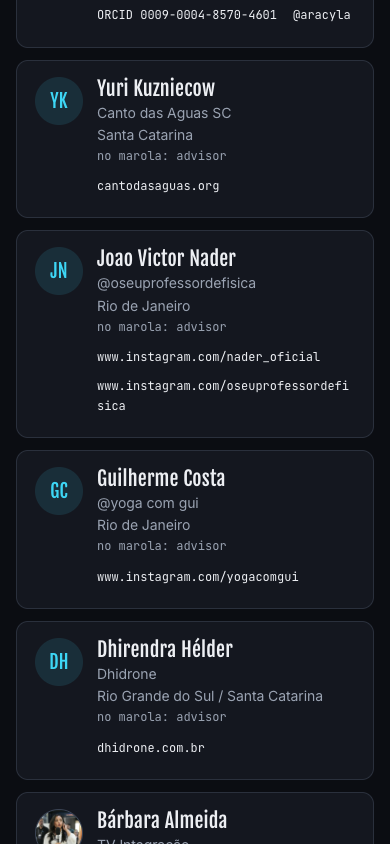 ORCID 0009-0004-8570-4601 @aracyla
YK
Yuri Kuzniecow
Canto das Aguas SC
Santa Catarina
no marola: advisor
cantodasaguas.org
JN
Joao Victor Nader
@oseuprofessordefisica
Rio de Janeiro
no marola: advisor
www.instagram.com/nader_oficial
www.instagram.com/oseuprofessordefi
sica
GC
Guilherme Costa
@yoga com gui
Rio de Janeiro
no marola: advisor
www.instagram.com/yogacomgui
DH
Dhirendra Hélder
Dhidrone
Rio Grande do Sul / Santa Catarina
no marola: advisor
dhidrone.com.br
Bárbara Almeida
TV Integração